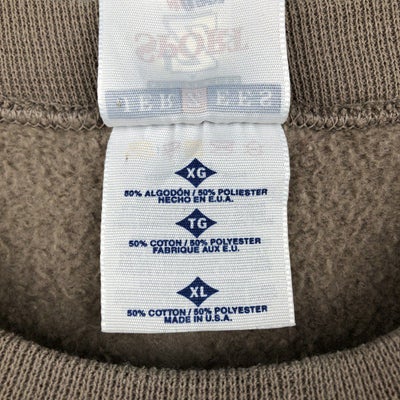 XG
50% ALGODÓN / 50% POLIESTER
HECHO EN E.U.A.
TG
50% COTON / 50% POLYESTER
FABRIQUE AUX E.U.
XL
50% COTTON / 50% POLYESTER
MADE IN U.S.A.